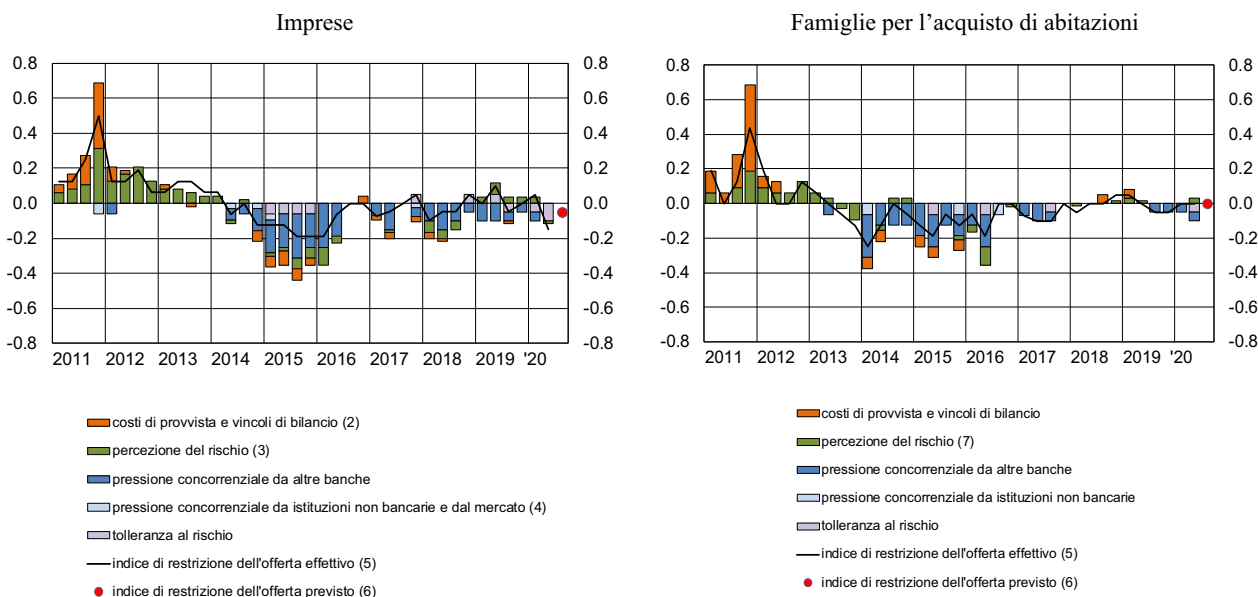 Imprese
0.8 0.8
0.6 0.6
0.4 0.4
0.2 0.2
0.0 0.0
-0.2 -0.2
-0.4 -0.4
-0.6 -0.6
-0.8 -0.8
2011 2012 2013 2014 2015 2016 2017 2018 2019 '20
costi di provvista e vincoli di bilancio (2)
percezione del rischio (3)
pressione concorrenziale da altre banche
pressione concorrenziale da istituzioni non bancarie e dal mercato (4)
tolleranza al rischio
indice di restrizione dell'offerta effettivo (5)
indice di restrizione dell'offerta previsto (6)
Famiglie per l’acquisto di abitazioni
0.8 0.8
0.6 0.6
0.4 0.4
0.2 0.2
0.0 0.0
-0.2 -0.2
-0.4 -0.4
-0.6 -0.6
-0.8 -0.8
2011 2012 2013 2014 2015 2016 2017 2018 2019 '20
costi di provvista e vincoli di bilancio
percezione del rischio (7)
pressione concorrenziale da altre banche
pressione concorrenziale da istituzioni non bancarie
tolleranza al rischio
indice di restrizione dell'offerta effettivo (5)
indice di restrizione dell'offerta previsto (6)